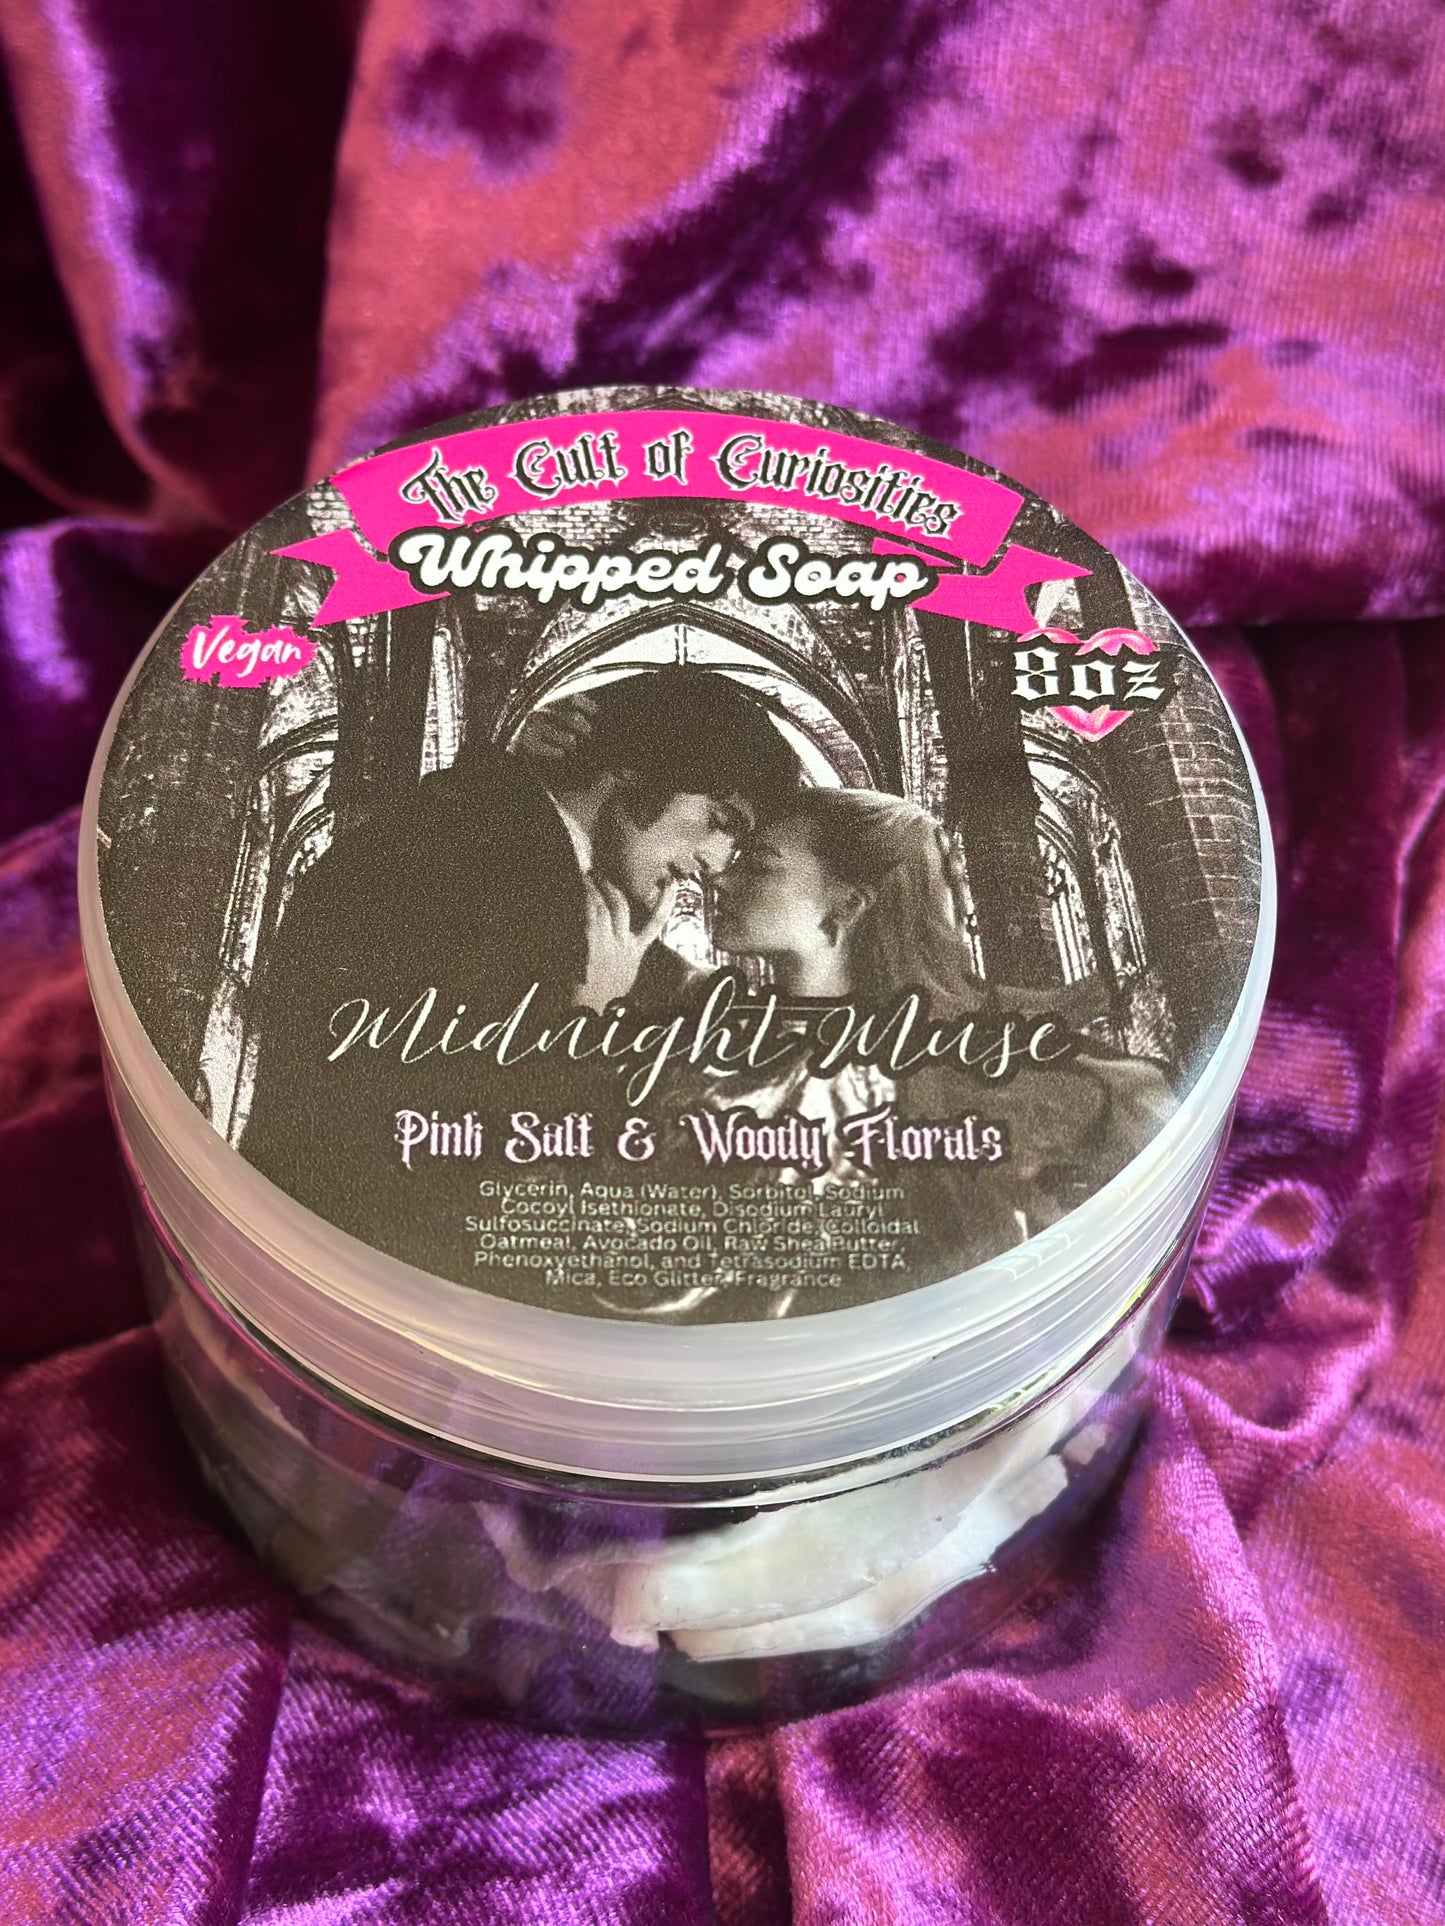 The Cult of Curiosities
Whipped Soap
Vegan
8oz
Midnight Muse
Pink Salt & Woody Florals
Glycerin, Aqua (Water), Sorbitol, Sodium
Cocoyl Isethionate, Disodium Lauryl
Sulfosuccinate, Sodium Chloride, Colloidal
Oatmeal, Avocado Oil, Raw Shea Butter,
Phenoxyethanol, and Tetrasodium EDTA,
Mica, Eco Glitter, Fragrance